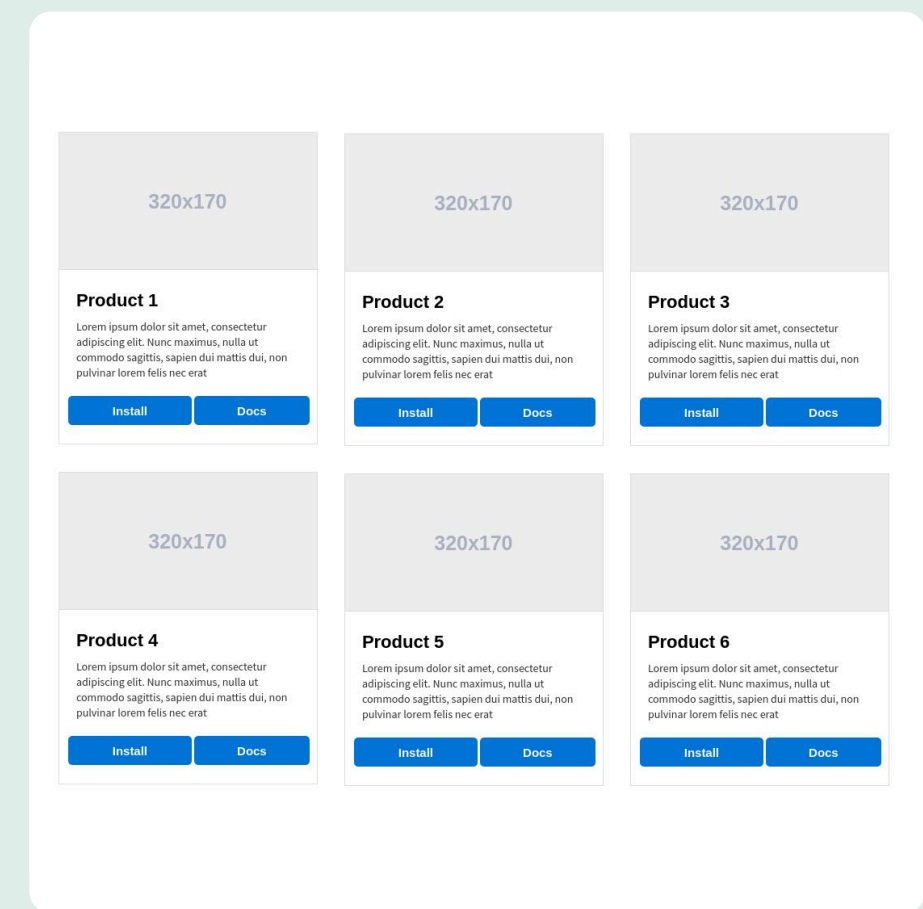 320x170
320x170
320x170
Product 1
Lorem ipsum dolor sit amet, consectetur
adipiscing elit. Nunc maximus, nulla ut
commodo sagittis, sapien dui mattis dui, non
pulvinar lorem felis nec erat
Install
Docs
Product 2
Lorem ipsum dolor sit amet, consectetur
adipiscing elit. Nunc maximus, nulla ut
commodo sagittis, sapien dui mattis dui, non
pulvinar lorem felis nec erat
Install
Docs
Product 3
Lorem ipsum dolor sit amet, consectetur
adipiscing elit. Nunc maximus, nulla ut
commodo sagittis, sapien dui mattis dui, non
pulvinar lorem felis nec erat
Install
Docs
320x170
320x170
320x170
Product 4
Lorem ipsum dolor sit amet, consectetur
adipiscing elit. Nunc maximus, nulla ut
commodo sagittis, sapien dui mattis dui, non
pulvinar lorem felis nec erat
Install
Docs
Product 5
Lorem ipsum dolor sit amet, consectetur
adipiscing elit. Nunc maximus, nulla ut
commodo sagittis, sapien dui mattis dui, non
pulvinar lorem felis nec erat
Install
Docs
Product 6
Lorem ipsum dolor sit amet, consectetur
adipiscing elit. Nunc maximus, nulla ut
commodo sagittis, sapien dui mattis dui, non
pulvinar lorem felis nec erat
Install
Docs